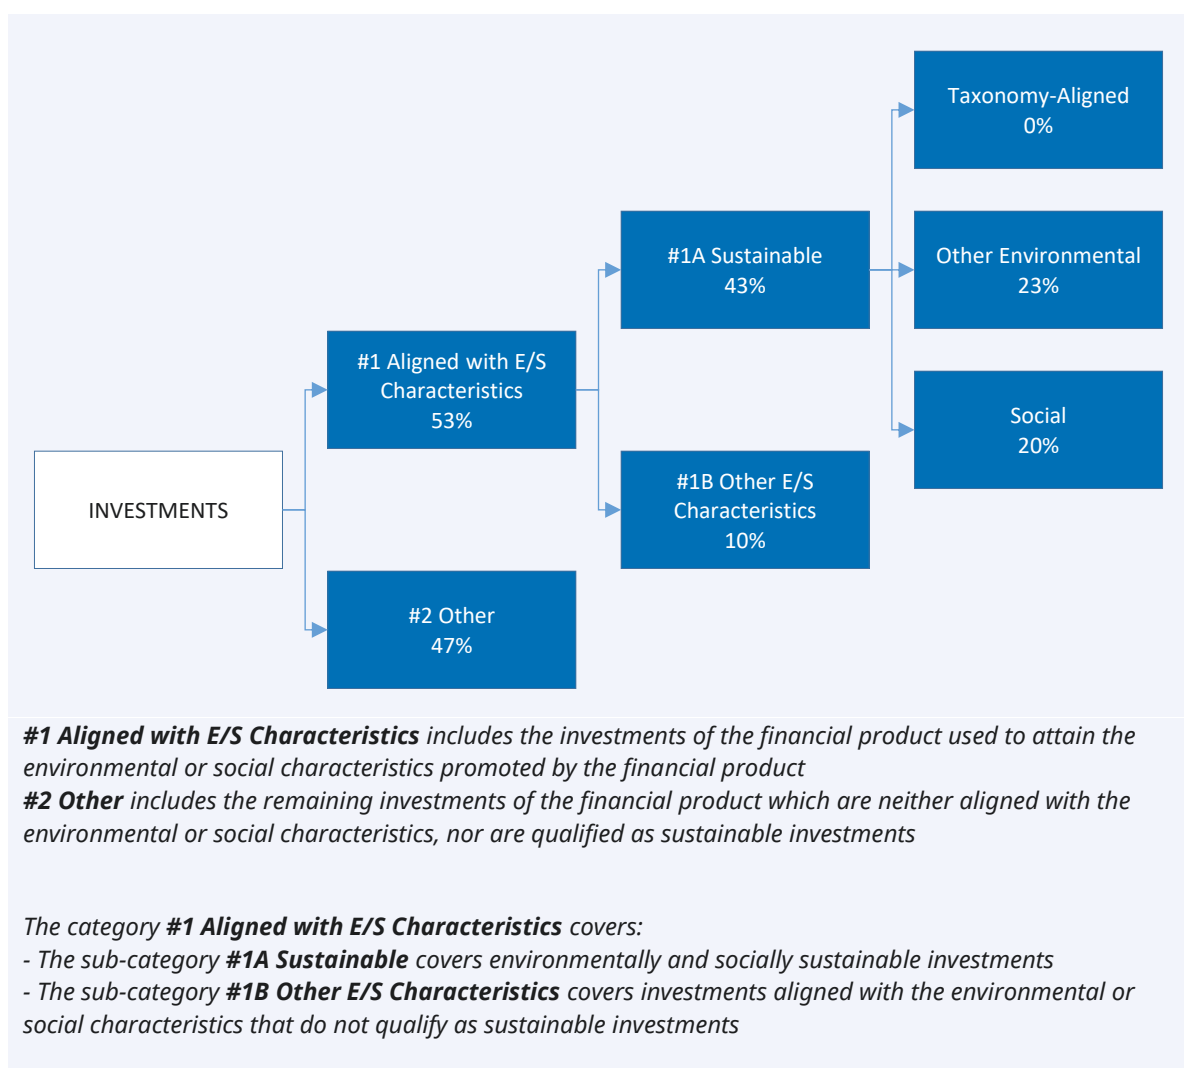 Taxonomy-Aligned
0%
#1A Sustainable
43%
Other Environmental
23%
#1 Aligned with E/S
Characteristics
53%
Social
20%
INVESTMENTS
#1B Other E/S
Characteristics
10%
#2 Other
47%
#1 Aligned with E/S Characteristics includes the investments of the financial product used to attain the
environmental or social characteristics promoted by the financial product
#2 Other includes the remaining investments of the financial product which are neither aligned with the
environmental or social characteristics, nor are qualified as sustainable investments
The category #1 Aligned with E/S Characteristics covers:
- The sub-category #1A Sustainable covers environmentally and socially sustainable investments
- The sub-category #1B Other E/S Characteristics covers investments aligned with the environmental or
social characteristics that do not qualify as sustainable investments